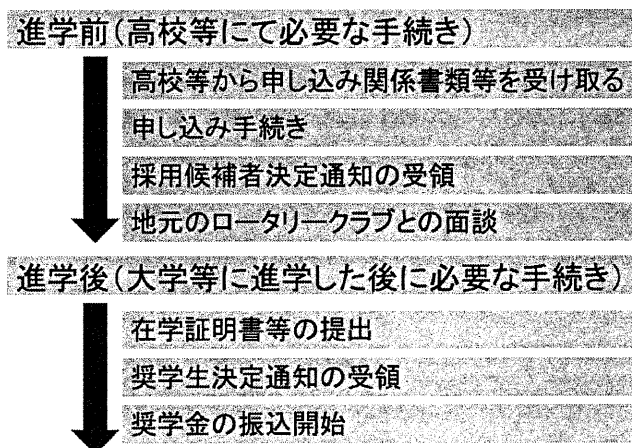 進学前(高校等にて必要な手続き)
高校等から申し込み関係書類等を受け取る
申し込み手続き
採用候補者決定通知の受領
地元のロータリークラブとの面談
進学後(大学等に進学した後に必要な手続き)
在学証明書等の提出
奨学生決定通知の受領
奨学金の振込開始